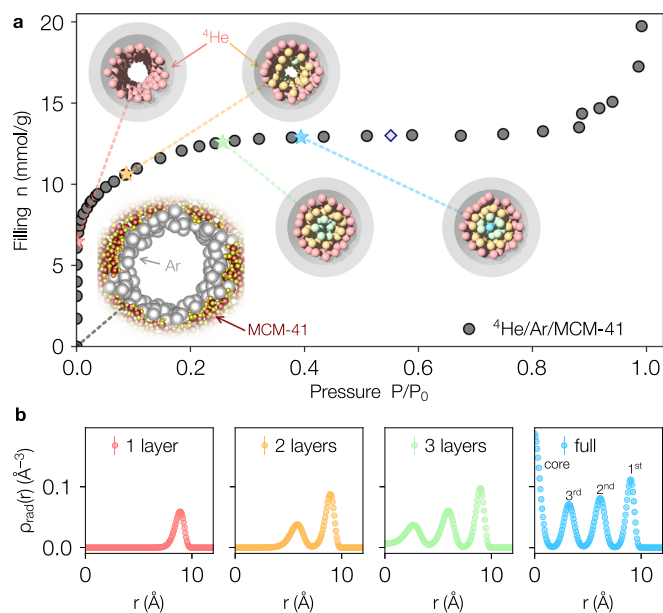 a
⁴He
20
15
10
5
0
Filling n (mmol/g)
Ar
MCM-41
⁴He/Ar/MCM-41
0.0 0.2 0.4 0.6 0.8 1.0
Pressure P/P₀
b
1 layer 2 layers 3 layers full
core 3rd 2nd 1st
0.1
0.0
ρrad(r) (Å⁻³)
0 10 0 10 0 10 0 10
r (Å) r (Å) r (Å) r (Å)